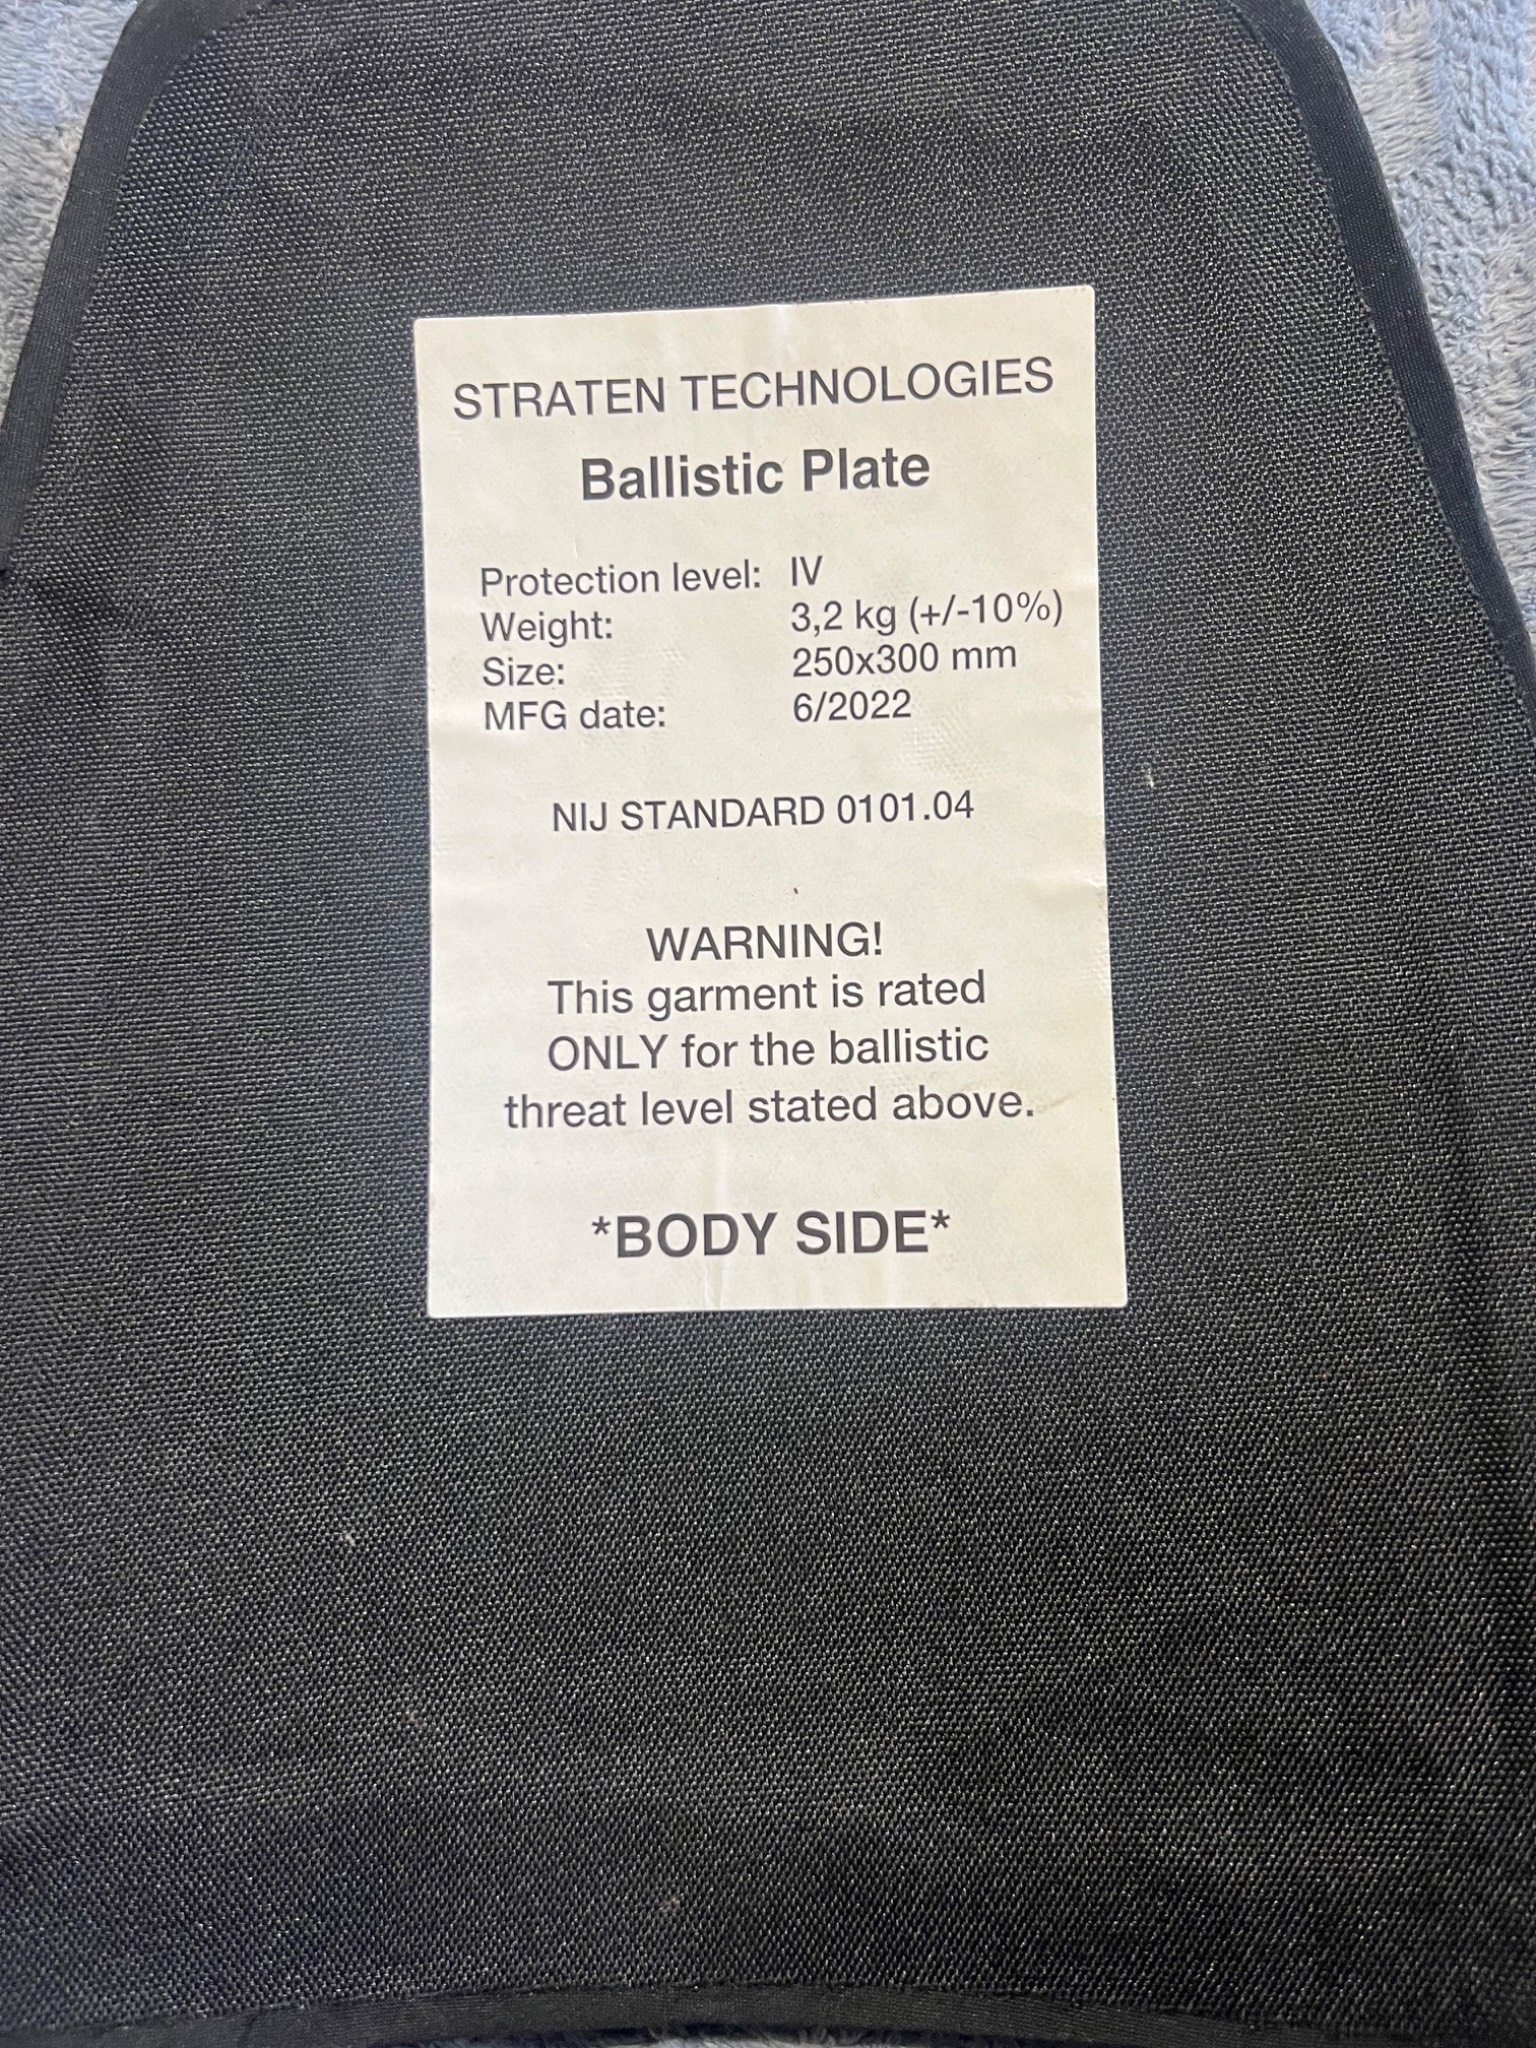 STRATEN TECHNOLOGIES
Ballistic Plate
Protection level: IV
Weight: 3,2 kg (+/-10%)
Size: 250x300 mm
MFG date: 6/2022
NIJ STANDARD 0101.04
WARNING!
This garment is rated
ONLY for the ballistic
threat level stated above.
*BODY SIDE*